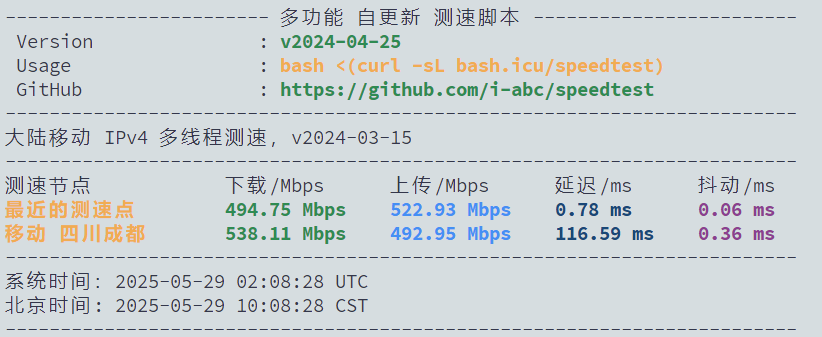 ---------------------- 多功能 自更新 测速脚本 ----------------------
Version : v2024-04-25
Usage : bash <(curl -sL bash.icu/speedtest)
GitHub : https://github.com/i-abc/speedtest
------------------------------------------------------------------------
大陆移动 IPv4 多线程测速, v2024-03-15
------------------------------------------------------------------------
测速节点 下载/Mbps 上传/Mbps 延迟/ms 抖动/ms
最近的测速点 494.75 Mbps 522.93 Mbps 0.78 ms 0.06 ms
移动 四川成都 538.11 Mbps 492.95 Mbps 116.59 ms 0.36 ms
------------------------------------------------------------------------
系统时间: 2025-05-29 02:08:28 UTC
北京时间: 2025-05-29 10:08:28 CST
------------------------------------------------------------------------